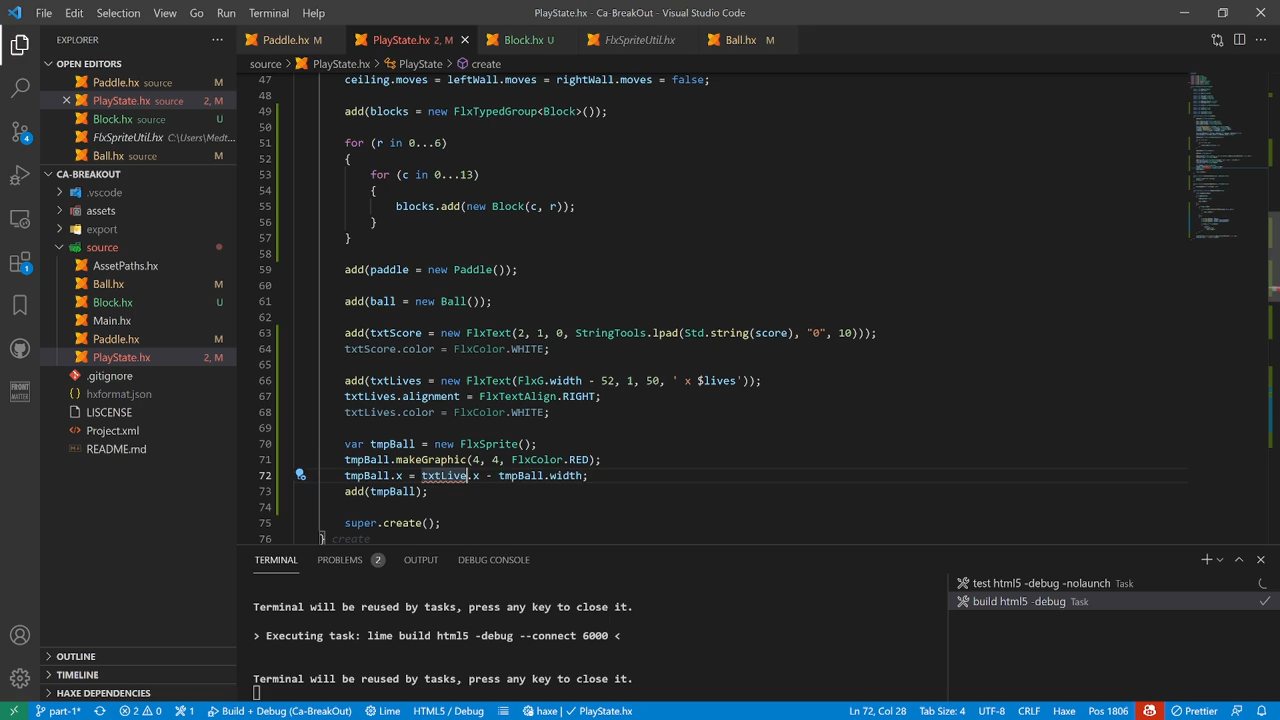 File Edit Selection View Go Run Terminal Help
PlayState.hx - Ca-BreakOut - Visual Studio Code
EXPLORER
OPEN EDITORS
Paddle.hx source M
PlayState.hx source 2, M
Block.hx source U
FlxSpriteUtil.hx C:\Users\Medt...
Ball.hx source M
CA-BREAKOUT
.vscode
assets
export
source
AssetPaths.hx
Ball.hx M
Block.hx U
Main.hx
Paddle.hx M
PlayState.hx 2, M
.gitignore
hxformat.json
LISCENSE
Project.xml
README.md
OUTLINE
TIMELINE
HAXE DEPENDENCIES
4
1
FRONT
MATTER
Paddle.hx M PlayState.hx 2, M Block.hx U FlxSpriteUtil.hx Ball.hx M
source > PlayState.hx > PlayState > create
47 ceiling.moves = leftWall.moves = rightWall.moves = false;
48
49 add(blocks = new FlxTypedGroup<Block>());
50
51 for (r in 0...6)
52 {
53 for (c in 0...13)
54 {
55 blocks.add(new Block(c, r));
56 }
57 }
58
59 add(paddle = new Paddle());
60
61 add(ball = new Ball());
62
63 add(txtScore = new FlxText(2, 1, 0, StringTools.lpad(Std.string(score), "0", 10)));
64 txtScore.color = FlxColor.WHITE;
65
66 add(txtLives = new FlxText(FlxG.width - 52, 1, 50, ' x $lives'));
67 txtLives.alignment = FlxTextAlign.RIGHT;
68 txtLives.color = FlxColor.WHITE;
69
70 var tmpBall = new FlxSprite();
71 tmpBall.makeGraphic(4, 4, FlxColor.RED);
72 tmpBall.x = txtLive.x - tmpBall.width;
73 add(tmpBall);
74
75 super.create();
76 } create
TERMINAL PROBLEMS 2 OUTPUT DEBUG CONSOLE
Terminal will be reused by tasks, press any key to close it.
> Executing task: lime build html5 -debug --connect 6000 <
Terminal will be reused by tasks, press any key to close it.
test html5 -debug -nolaunch Task
build html5 -debug Task
part-1* 2 0 1 Build + Debug (Ca-BreakOut) Lime HTML5 / Debug haxe PlayState.hx Ln 72, Col 28 Tab Size: 4 Pos 1806 UTF-8 CRLF Haxe Prettier